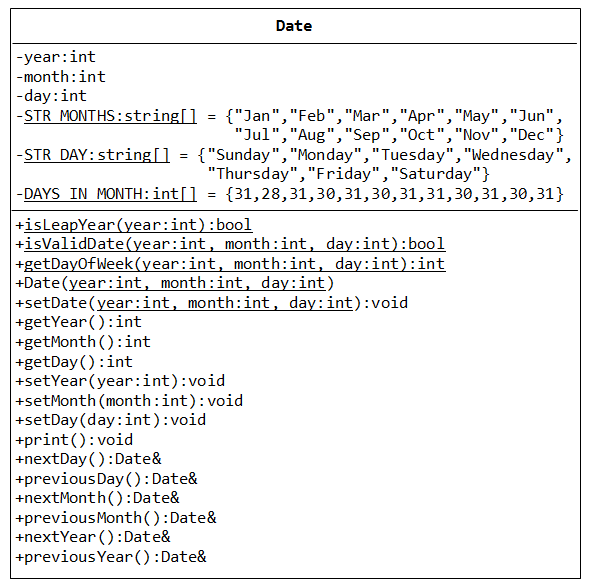 Date
-year:int
-month:int
-day:int
-STR_MONTHS:string[] = {"Jan","Feb","Mar","Apr","May","Jun",
"Jul","Aug","Sep","Oct","Nov","Dec"}
-STR_DAY:string[] = {"Sunday","Monday","Tuesday","Wednesday",
"Thursday","Friday","Saturday"}
-DAYS_IN_MONTH:int[] = {31,28,31,30,31,30,31,31,30,31,30,31}
+isLeapYear(year:int):bool
+isValidDate(year:int, month:int, day:int):bool
+getDayOfWeek(year:int, month:int, day:int):int
+Date(year:int, month:int, day:int)
+setDate(year:int, month:int, day:int):void
+getYear():int
+getMonth():int
+getDay():int
+setYear(year:int):void
+setMonth(month:int):void
+setDay(day:int):void
+print():void
+nextDay():Date&
+previousDay():Date&
+nextMonth():Date&
+previousMonth():Date&
+nextYear():Date&
+previousYear():Date&